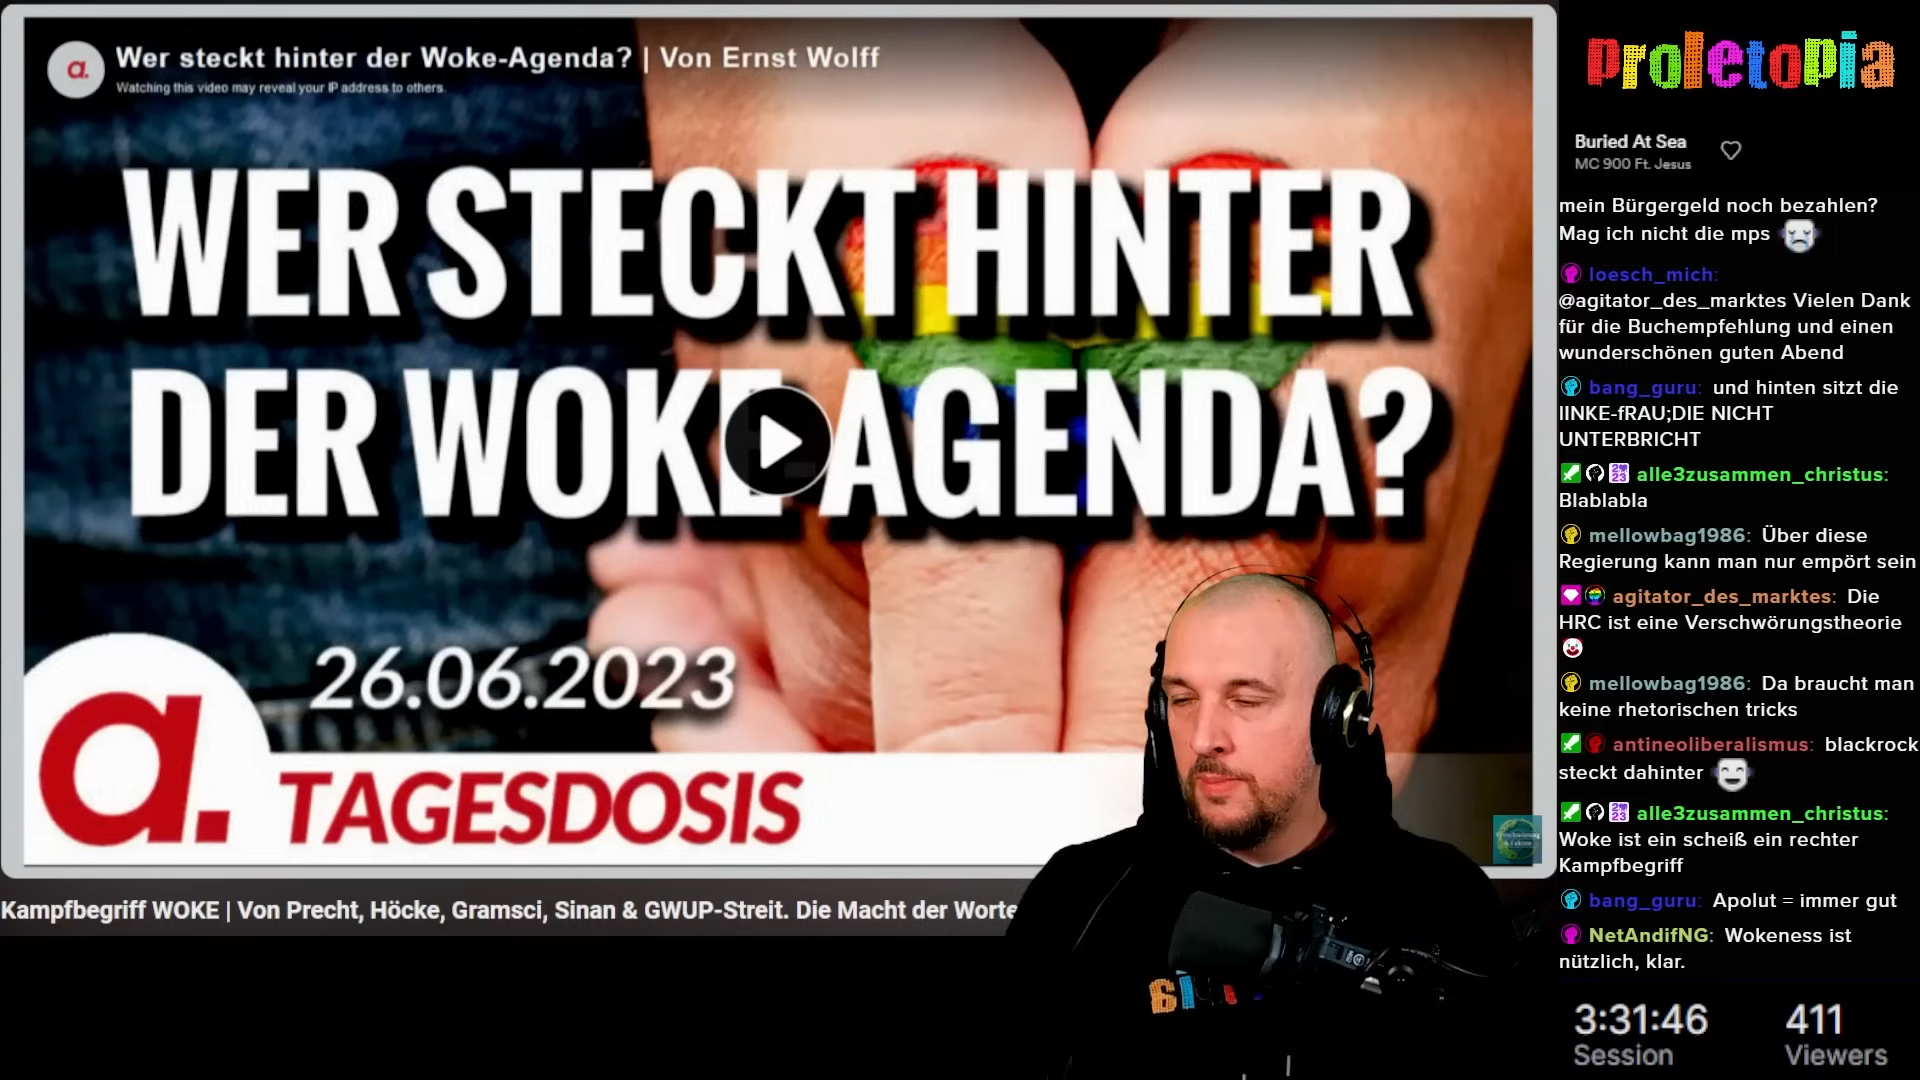 a.
Wer steckt hinter der Woke-Agenda? | Von Ernst Wolff
Watching this video may reveal your IP address to others.
WER STECKT HINTER
DER WOKE-AGENDA?
26.06.2023
a.
TAGESDOSIS
Kampfbegriff WOKE | Von Precht, Höcke, Gramsci, Sinan & GWUP-Streit. Die Macht der Worte
Proletopia
Buried At Sea
MC 900 Ft. Jesus
mein Bürgergeld noch bezahlen?
Mag ich nicht die mps
loesch_mich:
@agitator_des_marktes Vielen Dank
für die Buchempfehlung und einen
wunderschönen guten Abend
bang_guru: und hinten sitzt die
lINKE-fRAU;DIE NICHT
UNTERBRICHT
alle3zusammen_christus:
Blablabla
mellowbag1986: Über diese
Regierung kann man nur empört sein
agitator_des_marktes: Die
HRC ist eine Verschwörungstheorie
mellowbag1986: Da braucht man
keine rhetorischen tricks
antineoliberalismus: blackrock
steckt dahinter
alle3zusammen_christus:
Woke ist ein scheiß ein rechter
Kampfbegriff
bang_guru: Apolut = immer gut
NetAndifNG: Wokeness ist
nützlich, klar.
3:31:46
Session
411
Viewers